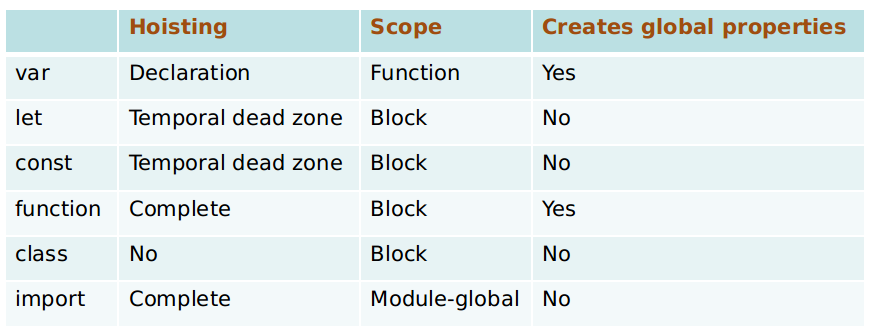 Hoisting Scope Creates global properties
var Declaration Function Yes
let Temporal dead zone Block No
const Temporal dead zone Block No
function Complete Block Yes
class No Block No
import Complete Module-global No